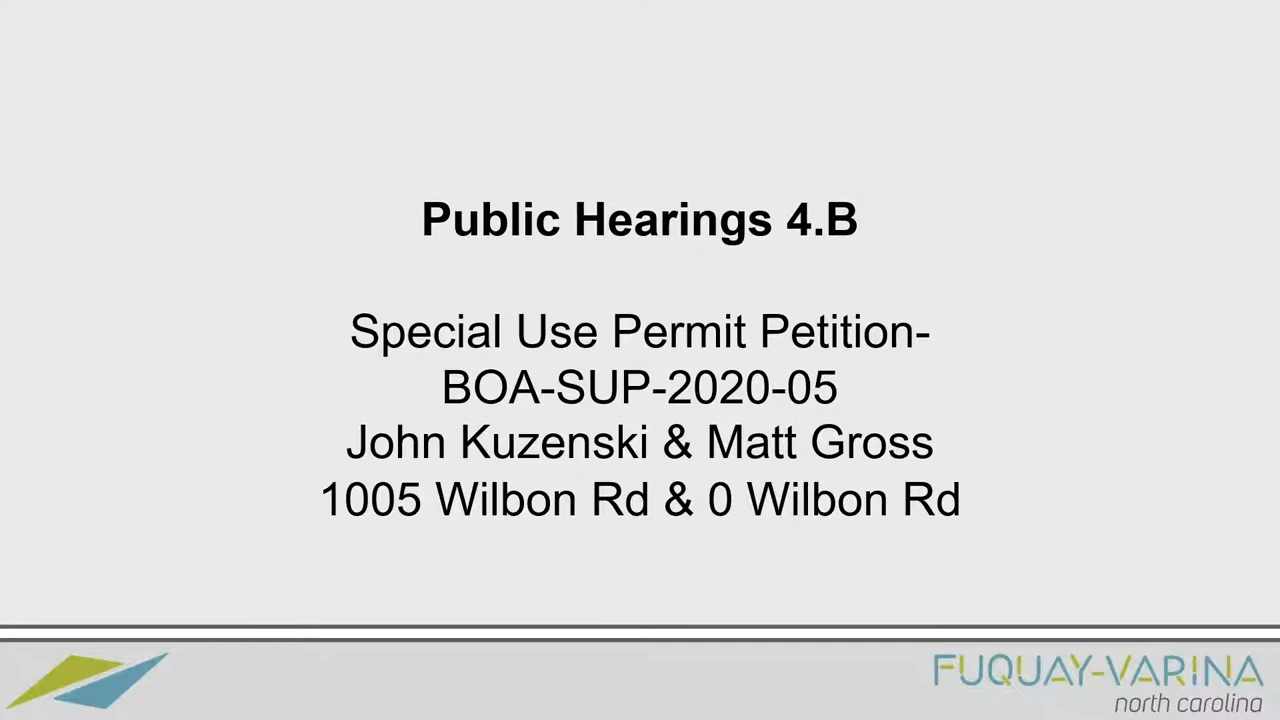 Public Hearings 4.B
Special Use Permit Petition-
BOA-SUP-2020-05
John Kuzenski & Matt Gross
1005 Wilbon Rd & 0 Wilbon Rd
FUQUAY-VARINA
north carolina